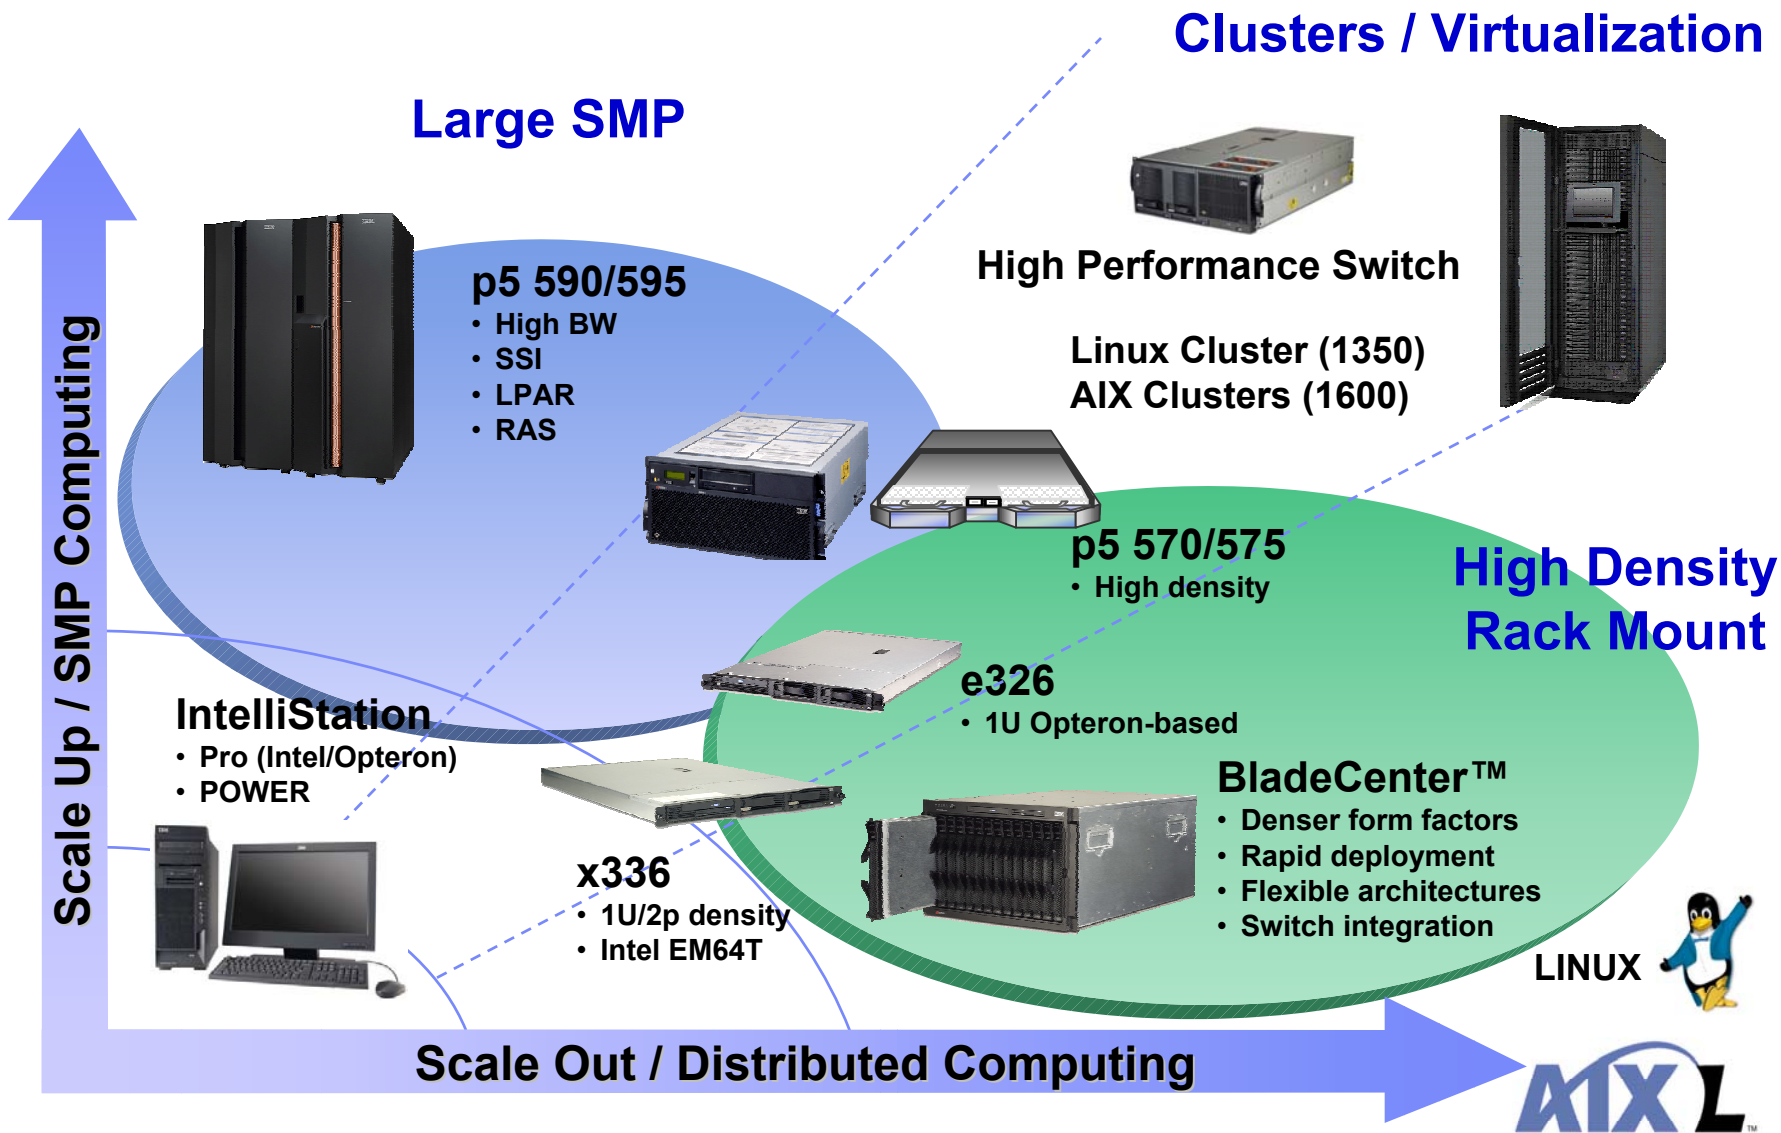 Clusters / Virtualization
Large SMP
p5 590/595
• High BW
• SSI
• LPAR
• RAS
High Performance Switch
Linux Cluster (1350)
AIX Clusters (1600)
p5 570/575
• High density
High Density
Rack Mount
e326
• 1U Opteron-based
IntelliStation
• Pro (Intel/Opteron)
• POWER
x336
• 1U/2p density
• Intel EM64T
BladeCenter™
• Denser form factors
• Rapid deployment
• Flexible architectures
• Switch integration
LINUX
Scale Up / SMP Computing
Scale Out / Distributed Computing
AIX L™